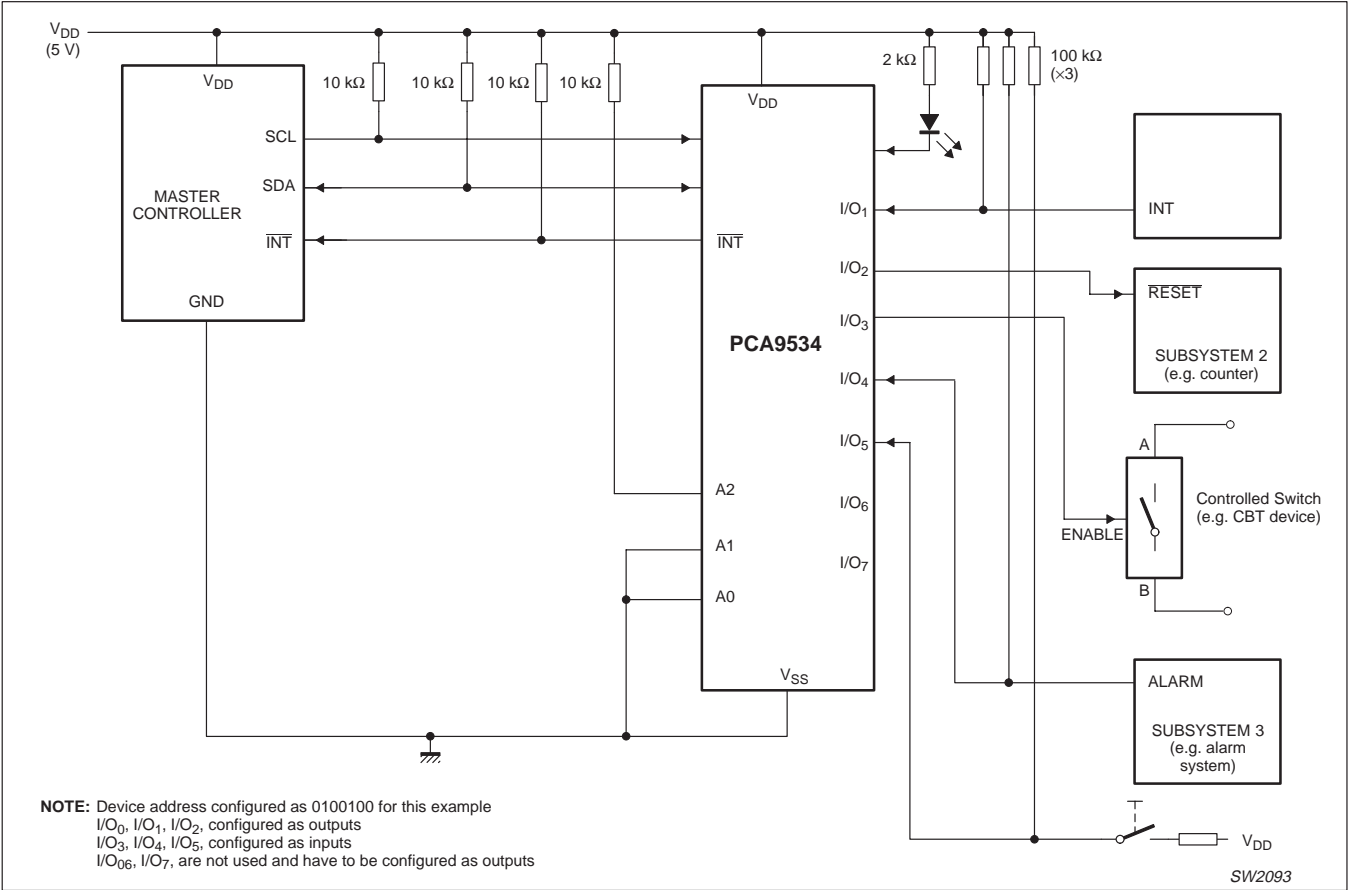 VDD
(5 V)
VDD
10 kΩ
10 kΩ
10 kΩ
10 kΩ
VDD
2 kΩ
100 kΩ
(×3)
SCL
SDA
MASTER
CONTROLLER
INT
GND
INT
PCA9534
I/O1
I/O2
I/O3
I/O4
I/O5
I/O6
I/O7
A2
A1
A0
VSS
INT
RESET
SUBSYSTEM 2
(e.g. counter)
A
Controlled Switch
(e.g. CBT device)
ENABLE
B
ALARM
SUBSYSTEM 3
(e.g. alarm
system)
VDD
NOTE: Device address configured as 0100100 for this example
I/O0, I/O1, I/O2, configured as outputs
I/O3, I/O4, I/O5, configured as inputs
I/O06, I/O7, are not used and have to be configured as outputs
SW2093